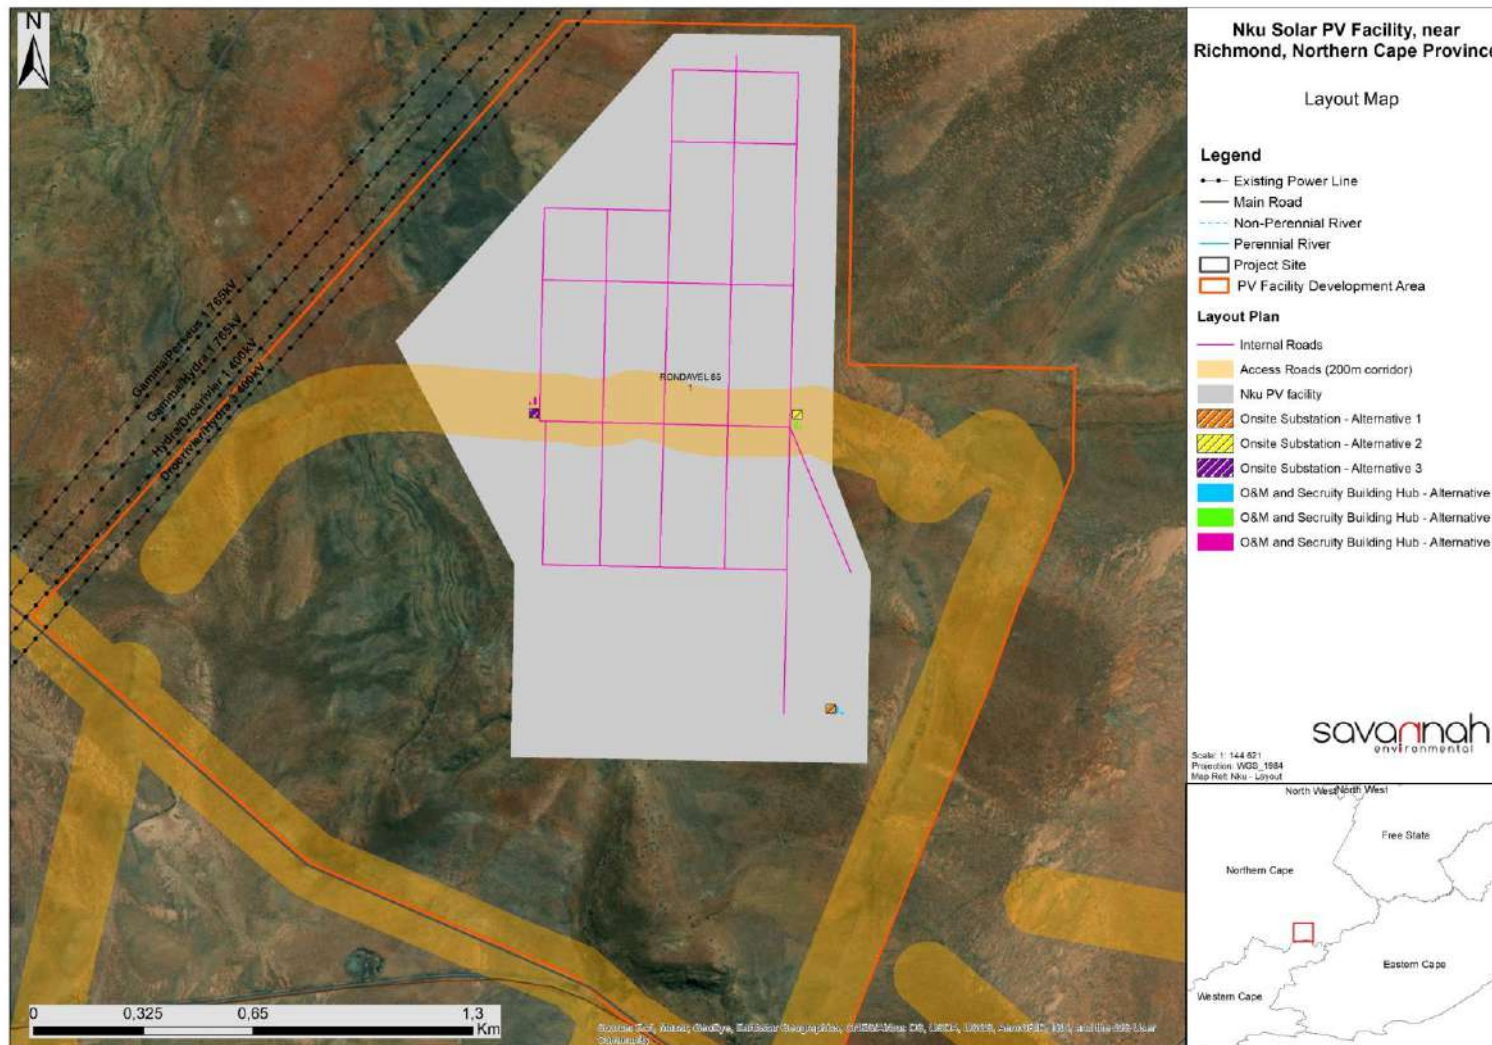 N
Gamma/Perseus 1 765kV
Gamma/Hydra 1 765kV
Hydra/Droerivier 1 400kV
Droerivier/Hydra 3 400kV
RONDAVEL 85
1
0
0,325
0,65
1,3
Km
Community
Nku Solar PV Facility, near
Richmond, Northern Cape Province
Layout Map
Legend
Existing Power Line
Main Road
Non-Perennial River
Perennial River
Project Site
PV Facility Development Area
Layout Plan
Internal Roads
Access Roads (200m corridor)
Nku PV facility
Onsite Substation - Alternative 1
Onsite Substation - Alternative 2
Onsite Substation - Alternative 3
O&M and Secruity Building Hub - Alternative
O&M and Secruity Building Hub - Alternative
O&M and Secruity Building Hub - Alternative
savannah
environmental
Scale: 1: 144 621
Projection: WGS_1984
Map Ref: Nku - Layout
North West
North West
Free State
Northern Cape
Eastern Cape
Western Cape